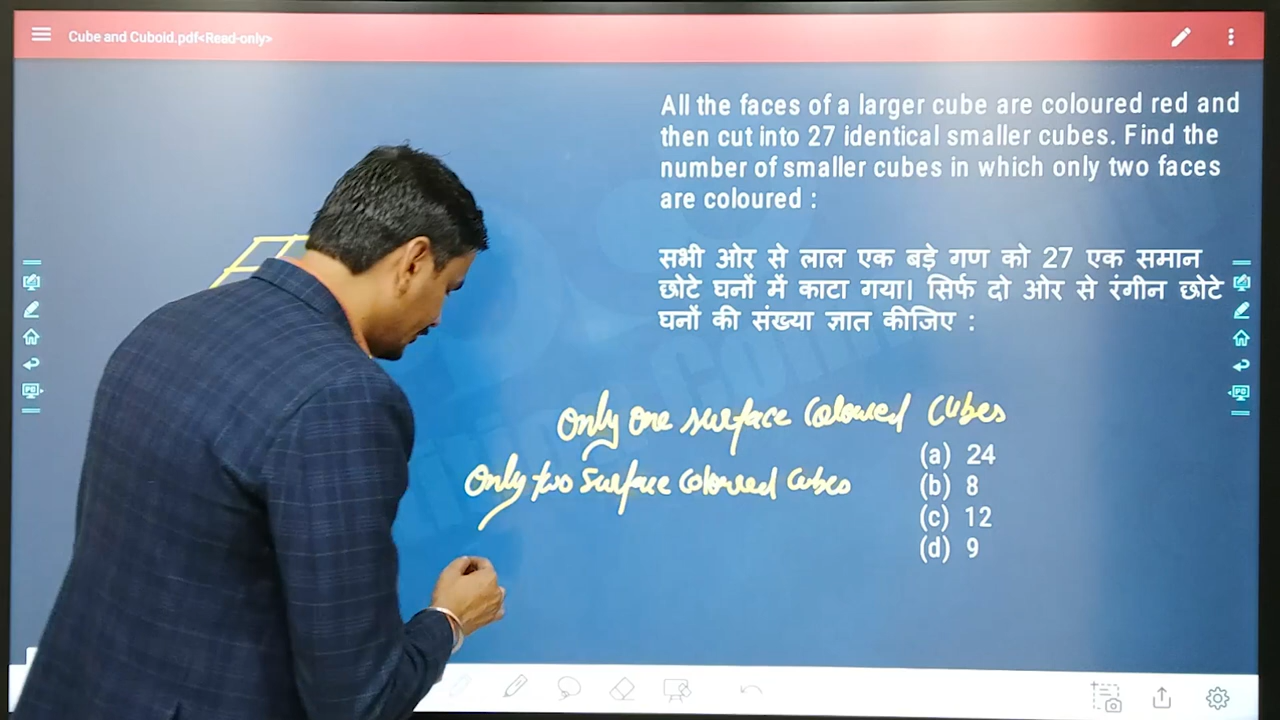 Cube and Cuboid.pdf<Read-only>
All the faces of a larger cube are coloured red and
then cut into 27 identical smaller cubes. Find the
number of smaller cubes in which only two faces
are coloured :
सभी ओर से लाल एक बड़े गण को 27 एक समान
छोटे घनों में काटा गया। सिर्फ दो ओर से रंगीन छोटे
घनों की संख्या ज्ञात कीजिए :
Only one surface coloured cubes
(a) 24
Only two surface coloured cubes
(b) 8
(c) 12
(d) 9